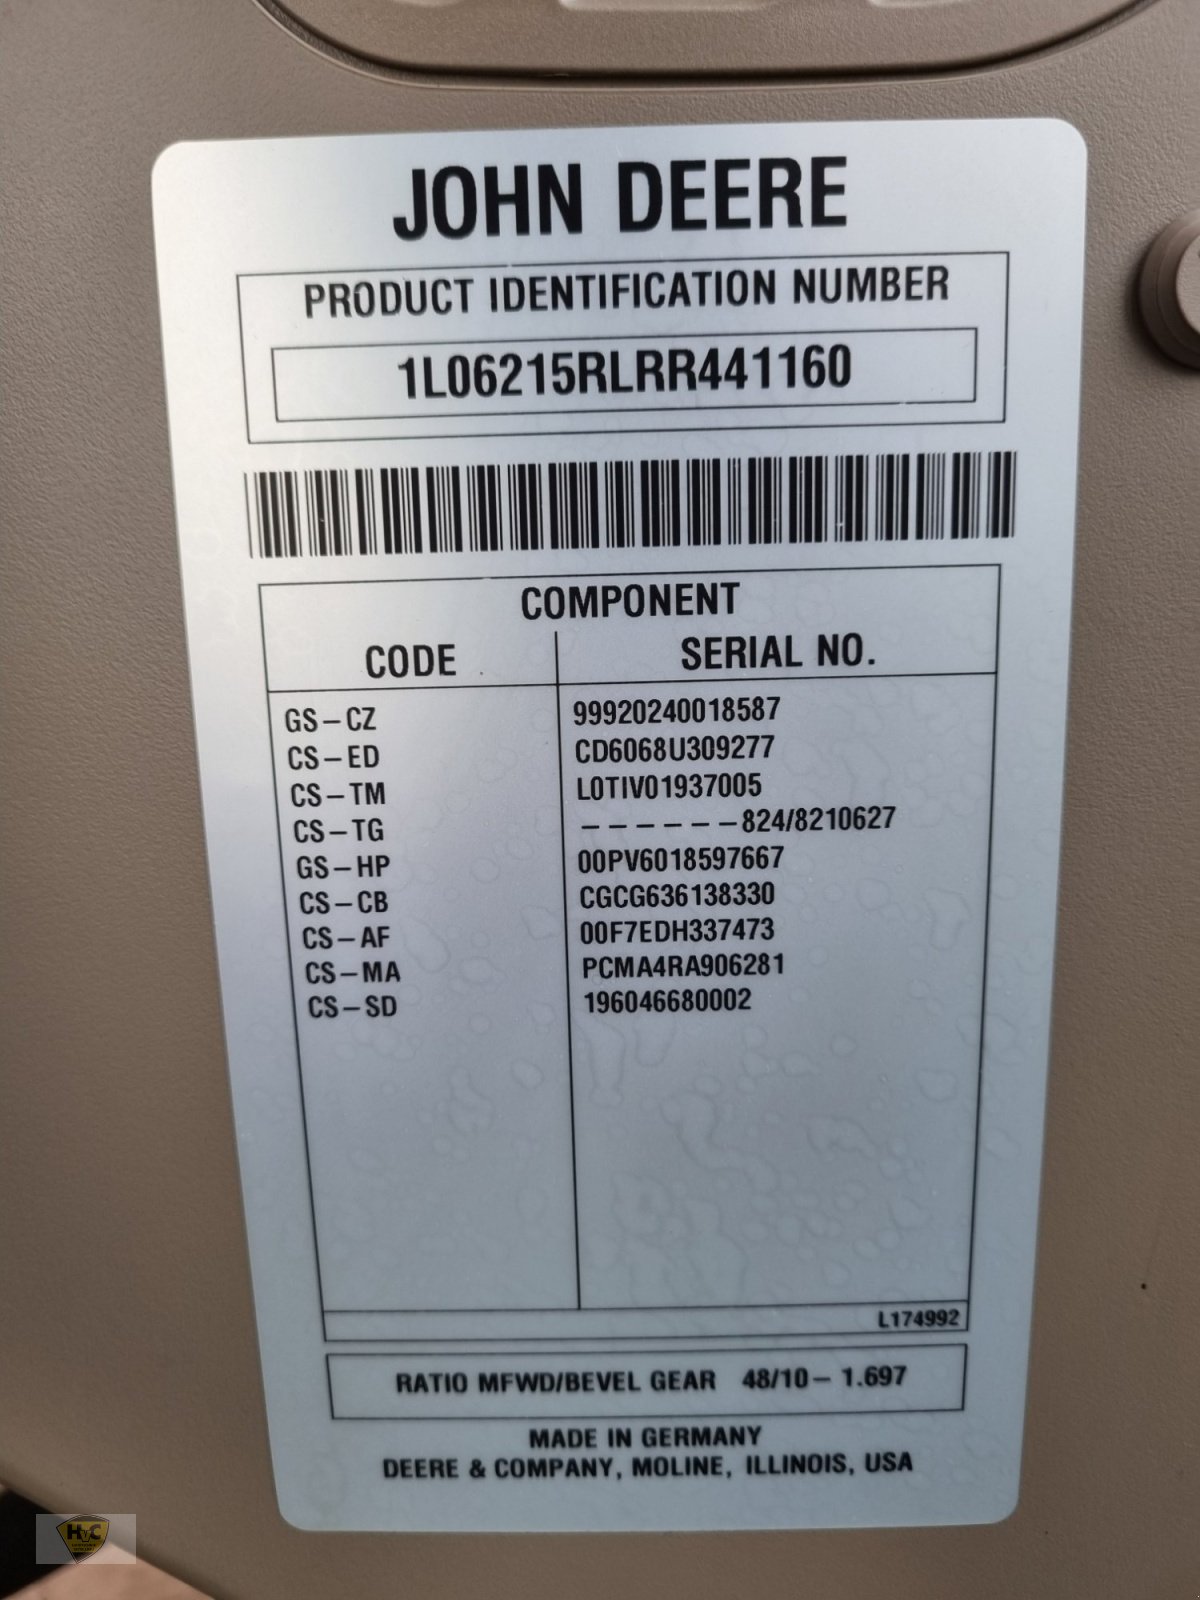 JOHN DEERE
PRODUCT IDENTIFICATION NUMBER
1L06215RLRR441160
COMPONENT
CODE SERIAL NO.
GS-CZ 99920240018587
CS-ED CD6068U309277
CS-TM L0TIV01937005
CS-TG ------824/8210627
GS-HP 00PV6018597667
CS-CB CGCG636138330
CS-AF 00F7EDH337473
CS-MA PCMA4RA906281
CS-SD 196046680002
L174992
RATIO MFWD/BEVEL GEAR 48/10- 1.697
MADE IN GERMANY
DEERE & COMPANY, MOLINE, ILLINOIS, USA
HvC